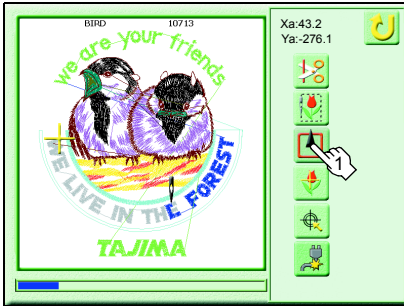 BIRD 10713
Xa:43.2
Ya:-276.1
we are your friends
WE LIVE IN THE FOREST
TAJIMA
1